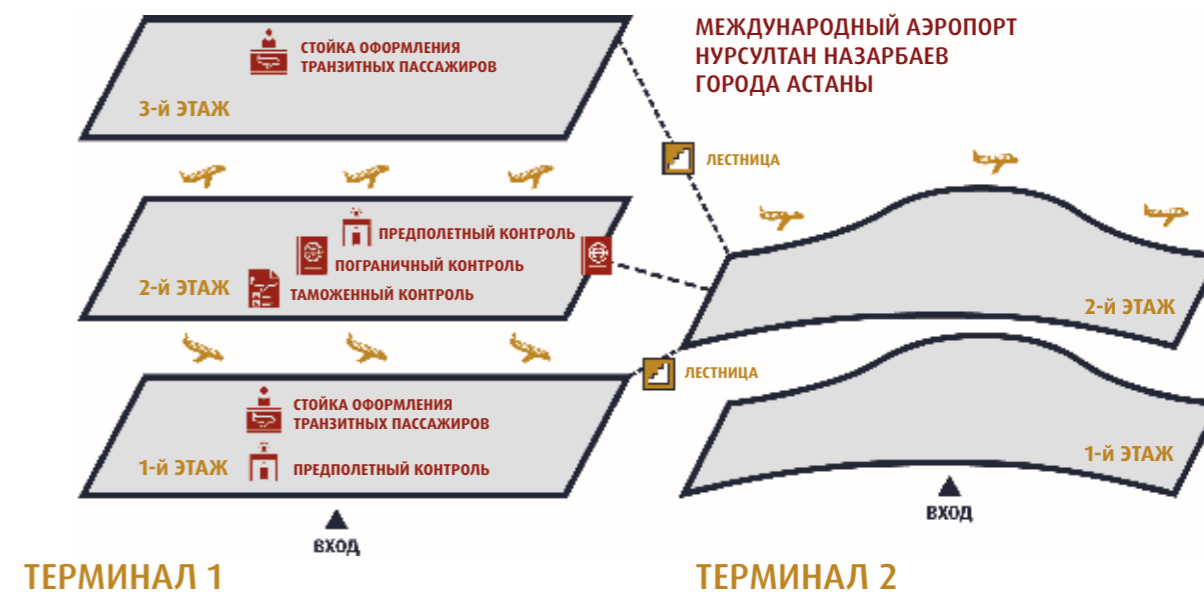 МЕЖДУНАРОДНЫЙ АЭРОПОРТ
НУРСУЛТАН НАЗАРБАЕВ
ГОРОДА АСТАНЫ
СТОЙКА ОФОРМЛЕНИЯ
ТРАНЗИТНЫХ ПАССАЖИРОВ
3-й ЭТАЖ
ЛЕСТНИЦА
ПРЕДПОЛЕТНЫЙ КОНТРОЛЬ
ПОГРАНИЧНЫЙ КОНТРОЛЬ
2-й ЭТАЖ
ТАМОЖЕННЫЙ КОНТРОЛЬ
2-й ЭТАЖ
ЛЕСТНИЦА
СТОЙКА ОФОРМЛЕНИЯ
ТРАНЗИТНЫХ ПАССАЖИРОВ
1-й ЭТАЖ
ПРЕДПОЛЕТНЫЙ КОНТРОЛЬ
1-й ЭТАЖ
ВХОД
ВХОД
ТЕРМИНАЛ 1
ТЕРМИНАЛ 2